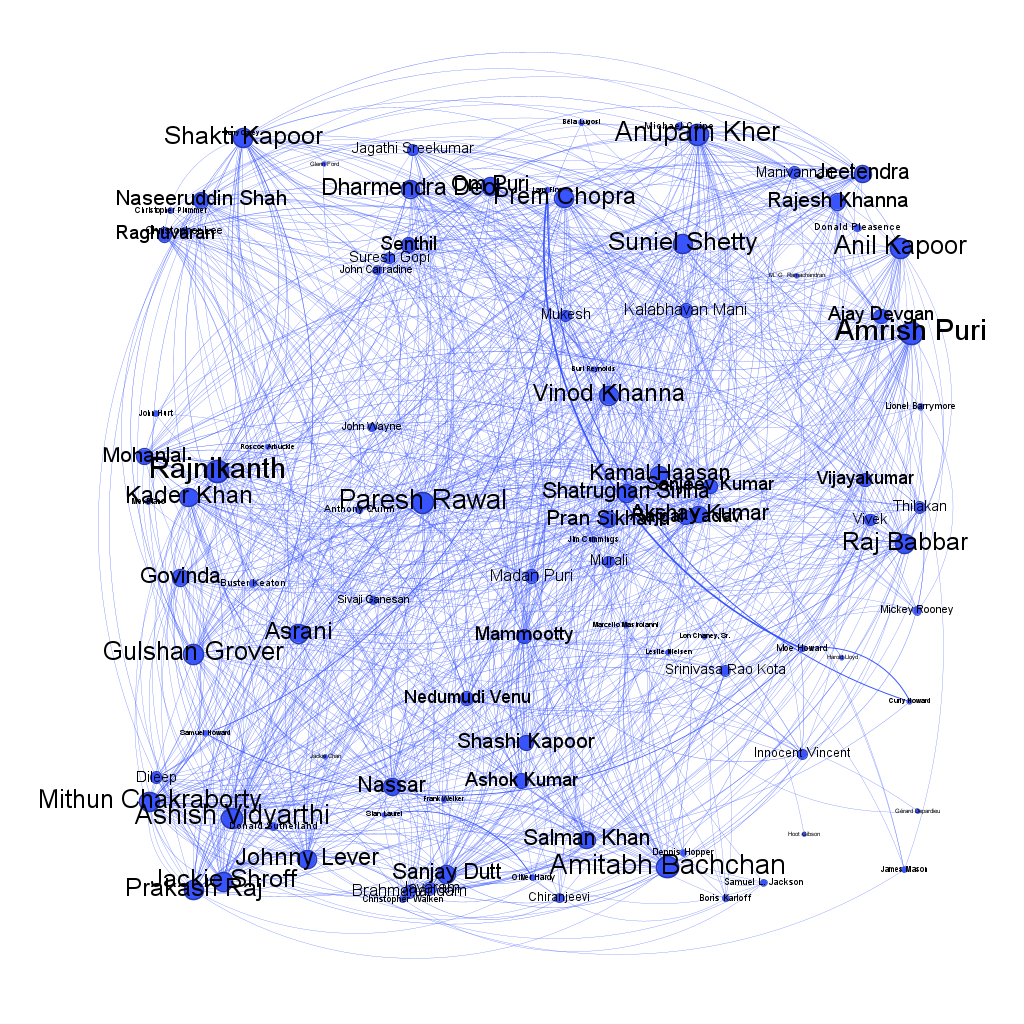 Béla Lugosi
Michael Caine
Anupam Kher
Shakti Kapoor
Jagathi Sreekumar
Glenn Ford
Manivannan
Jeetendra
Dharmendra Deol
Om Puri
Prem Chopra
Naseeruddin Shah
Rajesh Khanna
Christopher Plummer
Christopher Lee
Raghuvaran
Donald Pleasence
Senthil
Suniel Shetty
Anil Kapoor
Suresh Gopi
John Carradine
M. G. Ramachandran
Kalabhavan Mani
Mukesh
Ajay Devgan
Amrish Puri
Burt Reynolds
Vinod Khanna
Lionel Barrymore
John Hurt
John Wayne
Roscoe Arbuckle
Mohanlal
Rajnikanth
Kamal Haasan
Sanjeev Kumar
Vijayakumar
Shatrughan Sinha
Kader Khan
Paresh Rawal
Anthony Quinn
Thilakan
Akshay Kumar
Pran Sikhand
Vivek
Jim Cummings
Raj Babbar
Murali
Madan Puri
Govinda
Buster Keaton
Sivaji Ganesan
Mickey Rooney
Marcello Mastroianni
Asrani
Mammootty
Lon Chaney, Sr.
Moe Howard
Leslie Nielsen
Harold Lloyd
Gulshan Grover
Srinivasa Rao Kota
Nedumudi Venu
Curly Howard
Samuel Howard
Shashi Kapoor
Innocent Vincent
Jackie Chan
Dileep
Ashok Kumar
Nassar
Mithun Chakraborty
Frank Welker
Ashish Vidyarthi
Stan Laurel
Gérard Depardieu
Donald Sutherland
Hoot Gibson
Salman Khan
Dennis Hopper
Johnny Lever
Amitabh Bachchan
James Mason
Sanjay Dutt
Oliver Hardy
Jackie Shroff
Samuel L. Jackson
Prakash Raj
Jayaram
Brahmanandam
Christopher Walken
Chiranjeevi
Boris Karloff